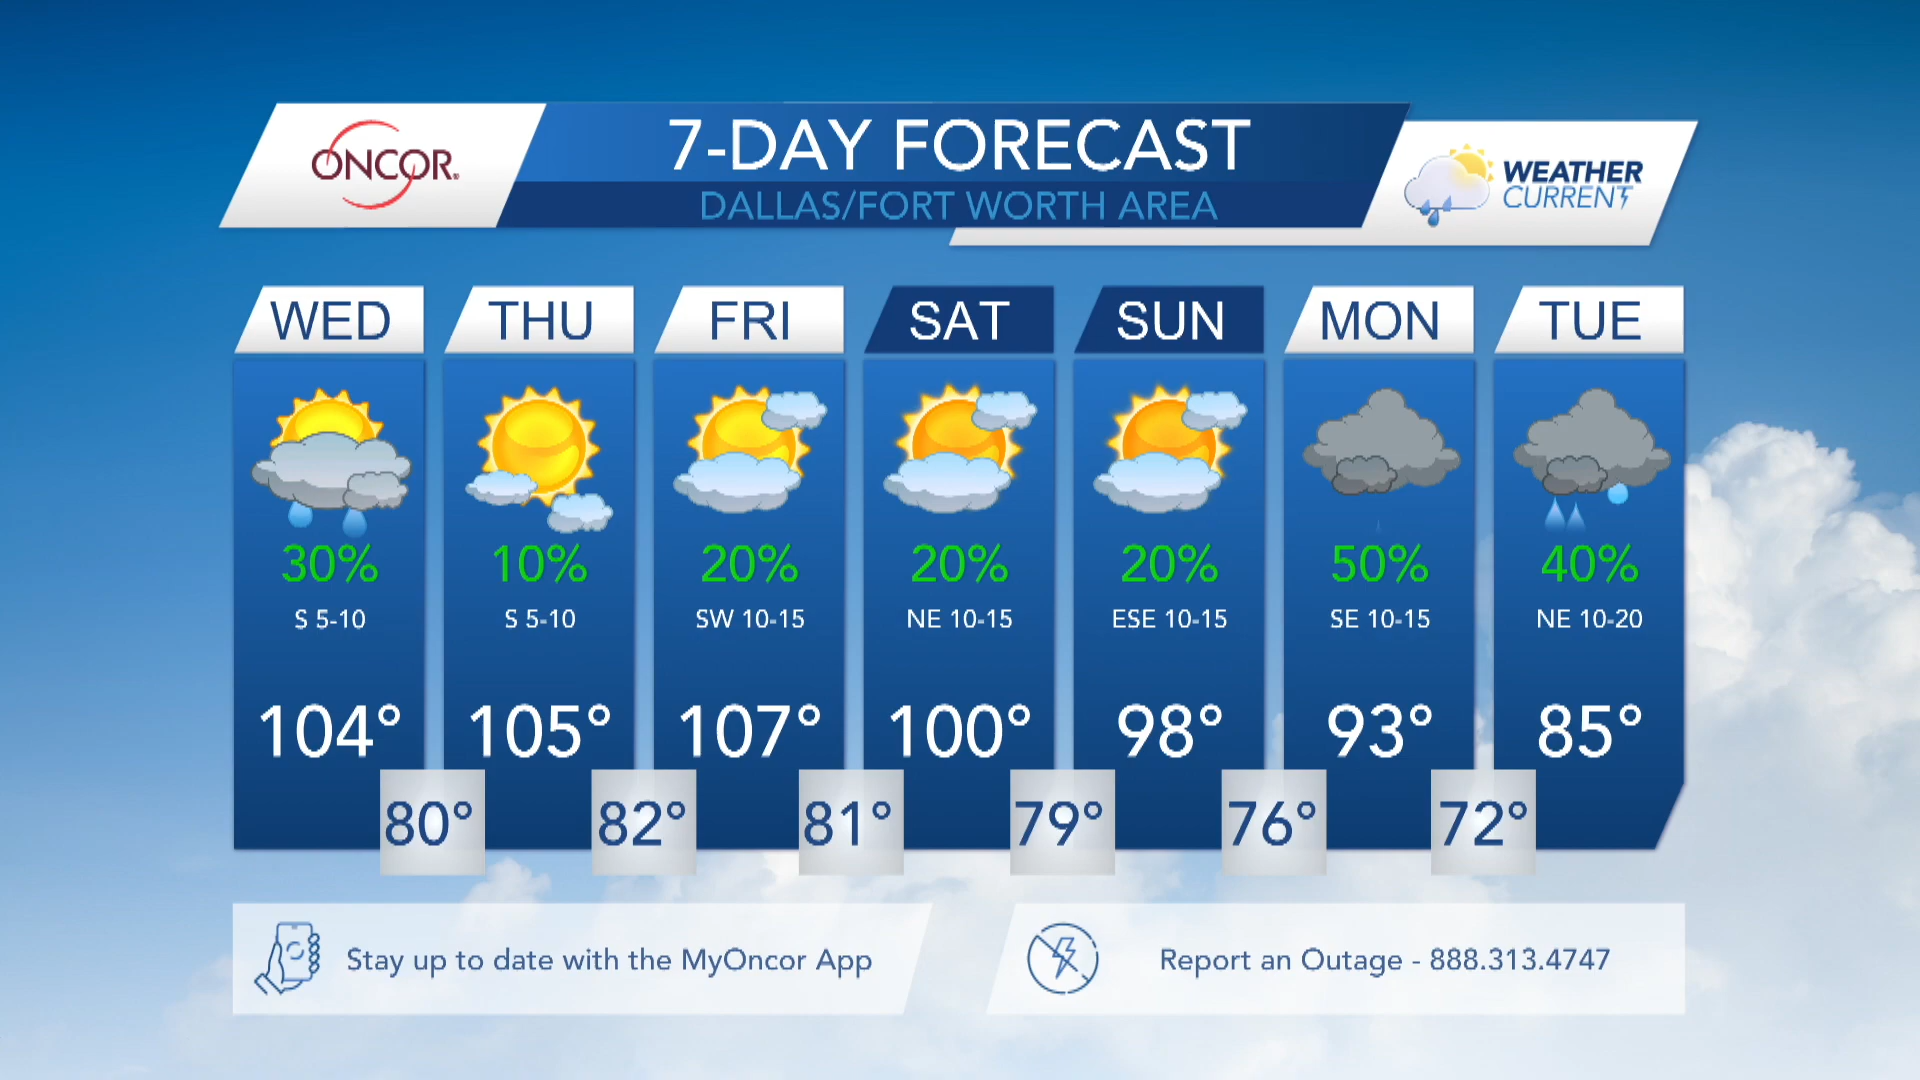 ONCOR®
7-DAY FORECAST
DALLAS/FORT WORTH AREA
WEATHER
CURRENT
WED THU FRI SAT SUN MON TUE
30% 10% 20% 20% 20% 50% 40%
S 5-10 S 5-10 SW 10-15 NE 10-15 ESE 10-15 SE 10-15 NE 10-20
104° 105° 107° 100° 98° 93° 85°
80° 82° 81° 79° 76° 72°
Stay up to date with the MyOncor App
Report an Outage - 888.313.4747